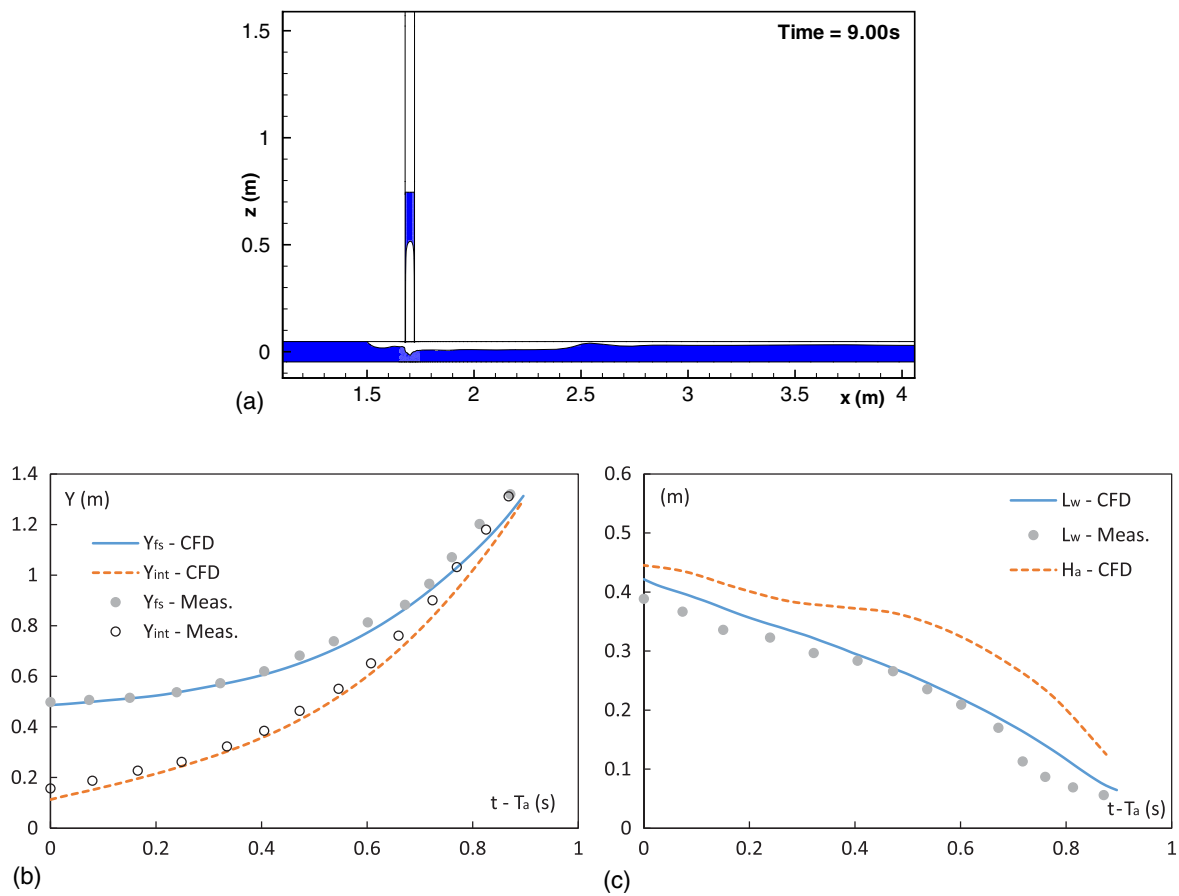 1.5
Time = 9.00s
1
z (m)
0.5
0
1.5
2
2.5
3
3.5
x (m)
4
(a)
1.4
Y (m)
1.2
Yfs - CFD
1
Yint - CFD
0.8
Yfs - Meas.
0.6
Yint - Meas.
0.4
0.2
t - Ta (s)
0
0
0.2
0.4
0.6
0.8
1
(b)
0.6
(m)
Lw - CFD
0.5
Lw - Meas.
Ha - CFD
0.4
0.3
0.2
0.1
t-Ta (s)
0
0
0.2
0.4
0.6
0.8
1
(c)